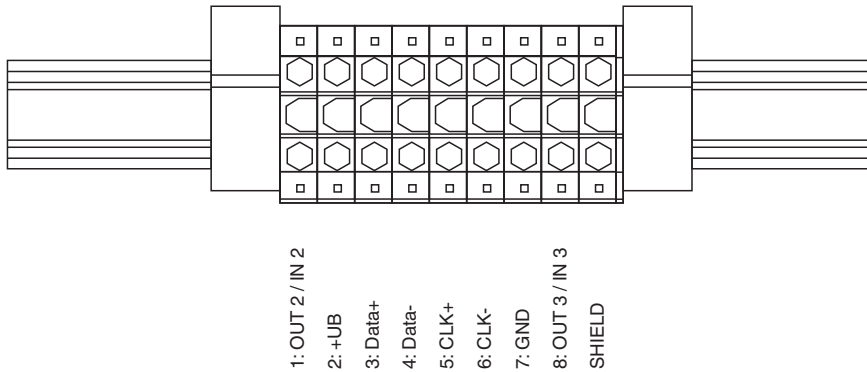 1: OUT 2 / IN 2
2: +UB
3: Data+
4: Data-
5: CLK+
6: CLK-
7: GND
8: OUT 3 / IN 3
SHIELD